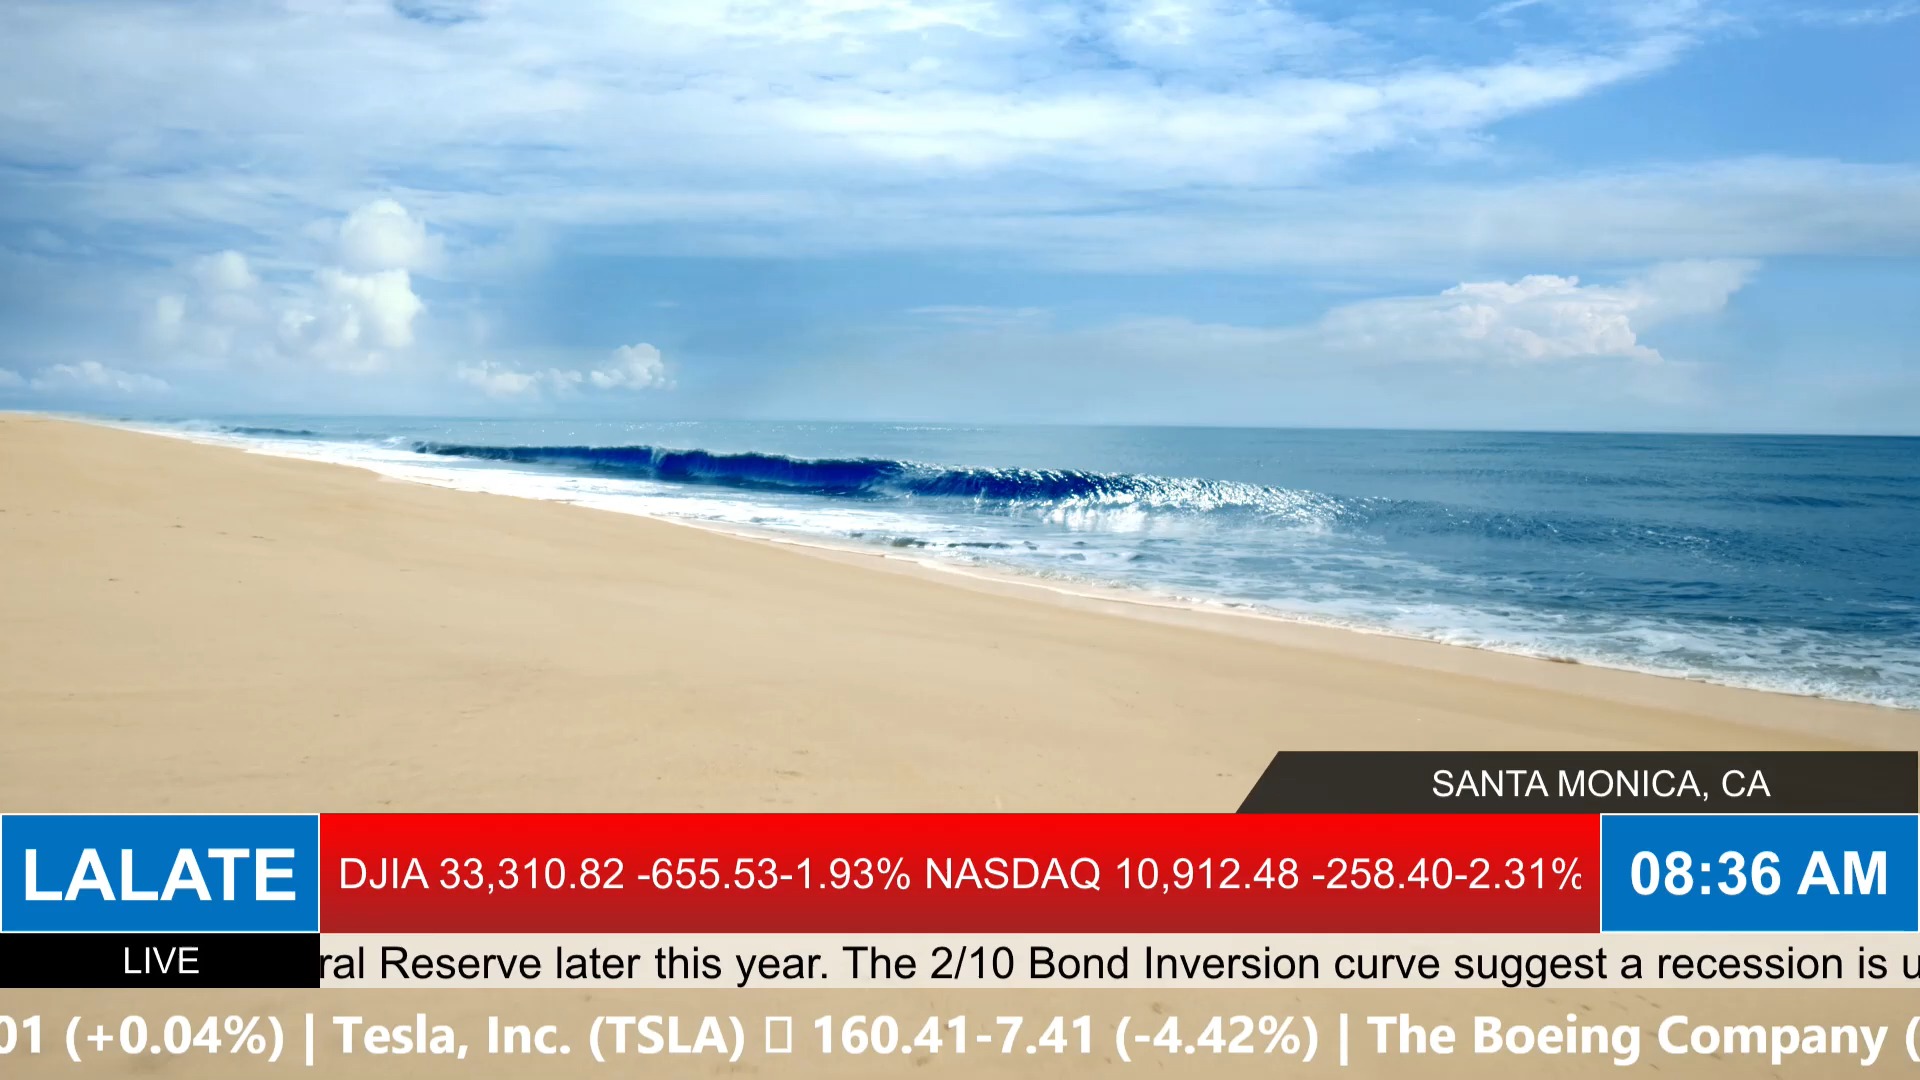 SANTA MONICA, CA
LALATE
DJIA 33,310.82 -655.53-1.93% NASDAQ 10,912.48 -258.40-2.31%
08:36 AM
LIVE
ral Reserve later this year. The 2/10 Bond Inversion curve suggest a recession is u
01 (+0.04%) | Tesla, Inc. (TSLA) 160.41-7.41 (-4.42%) | The Boeing Company (